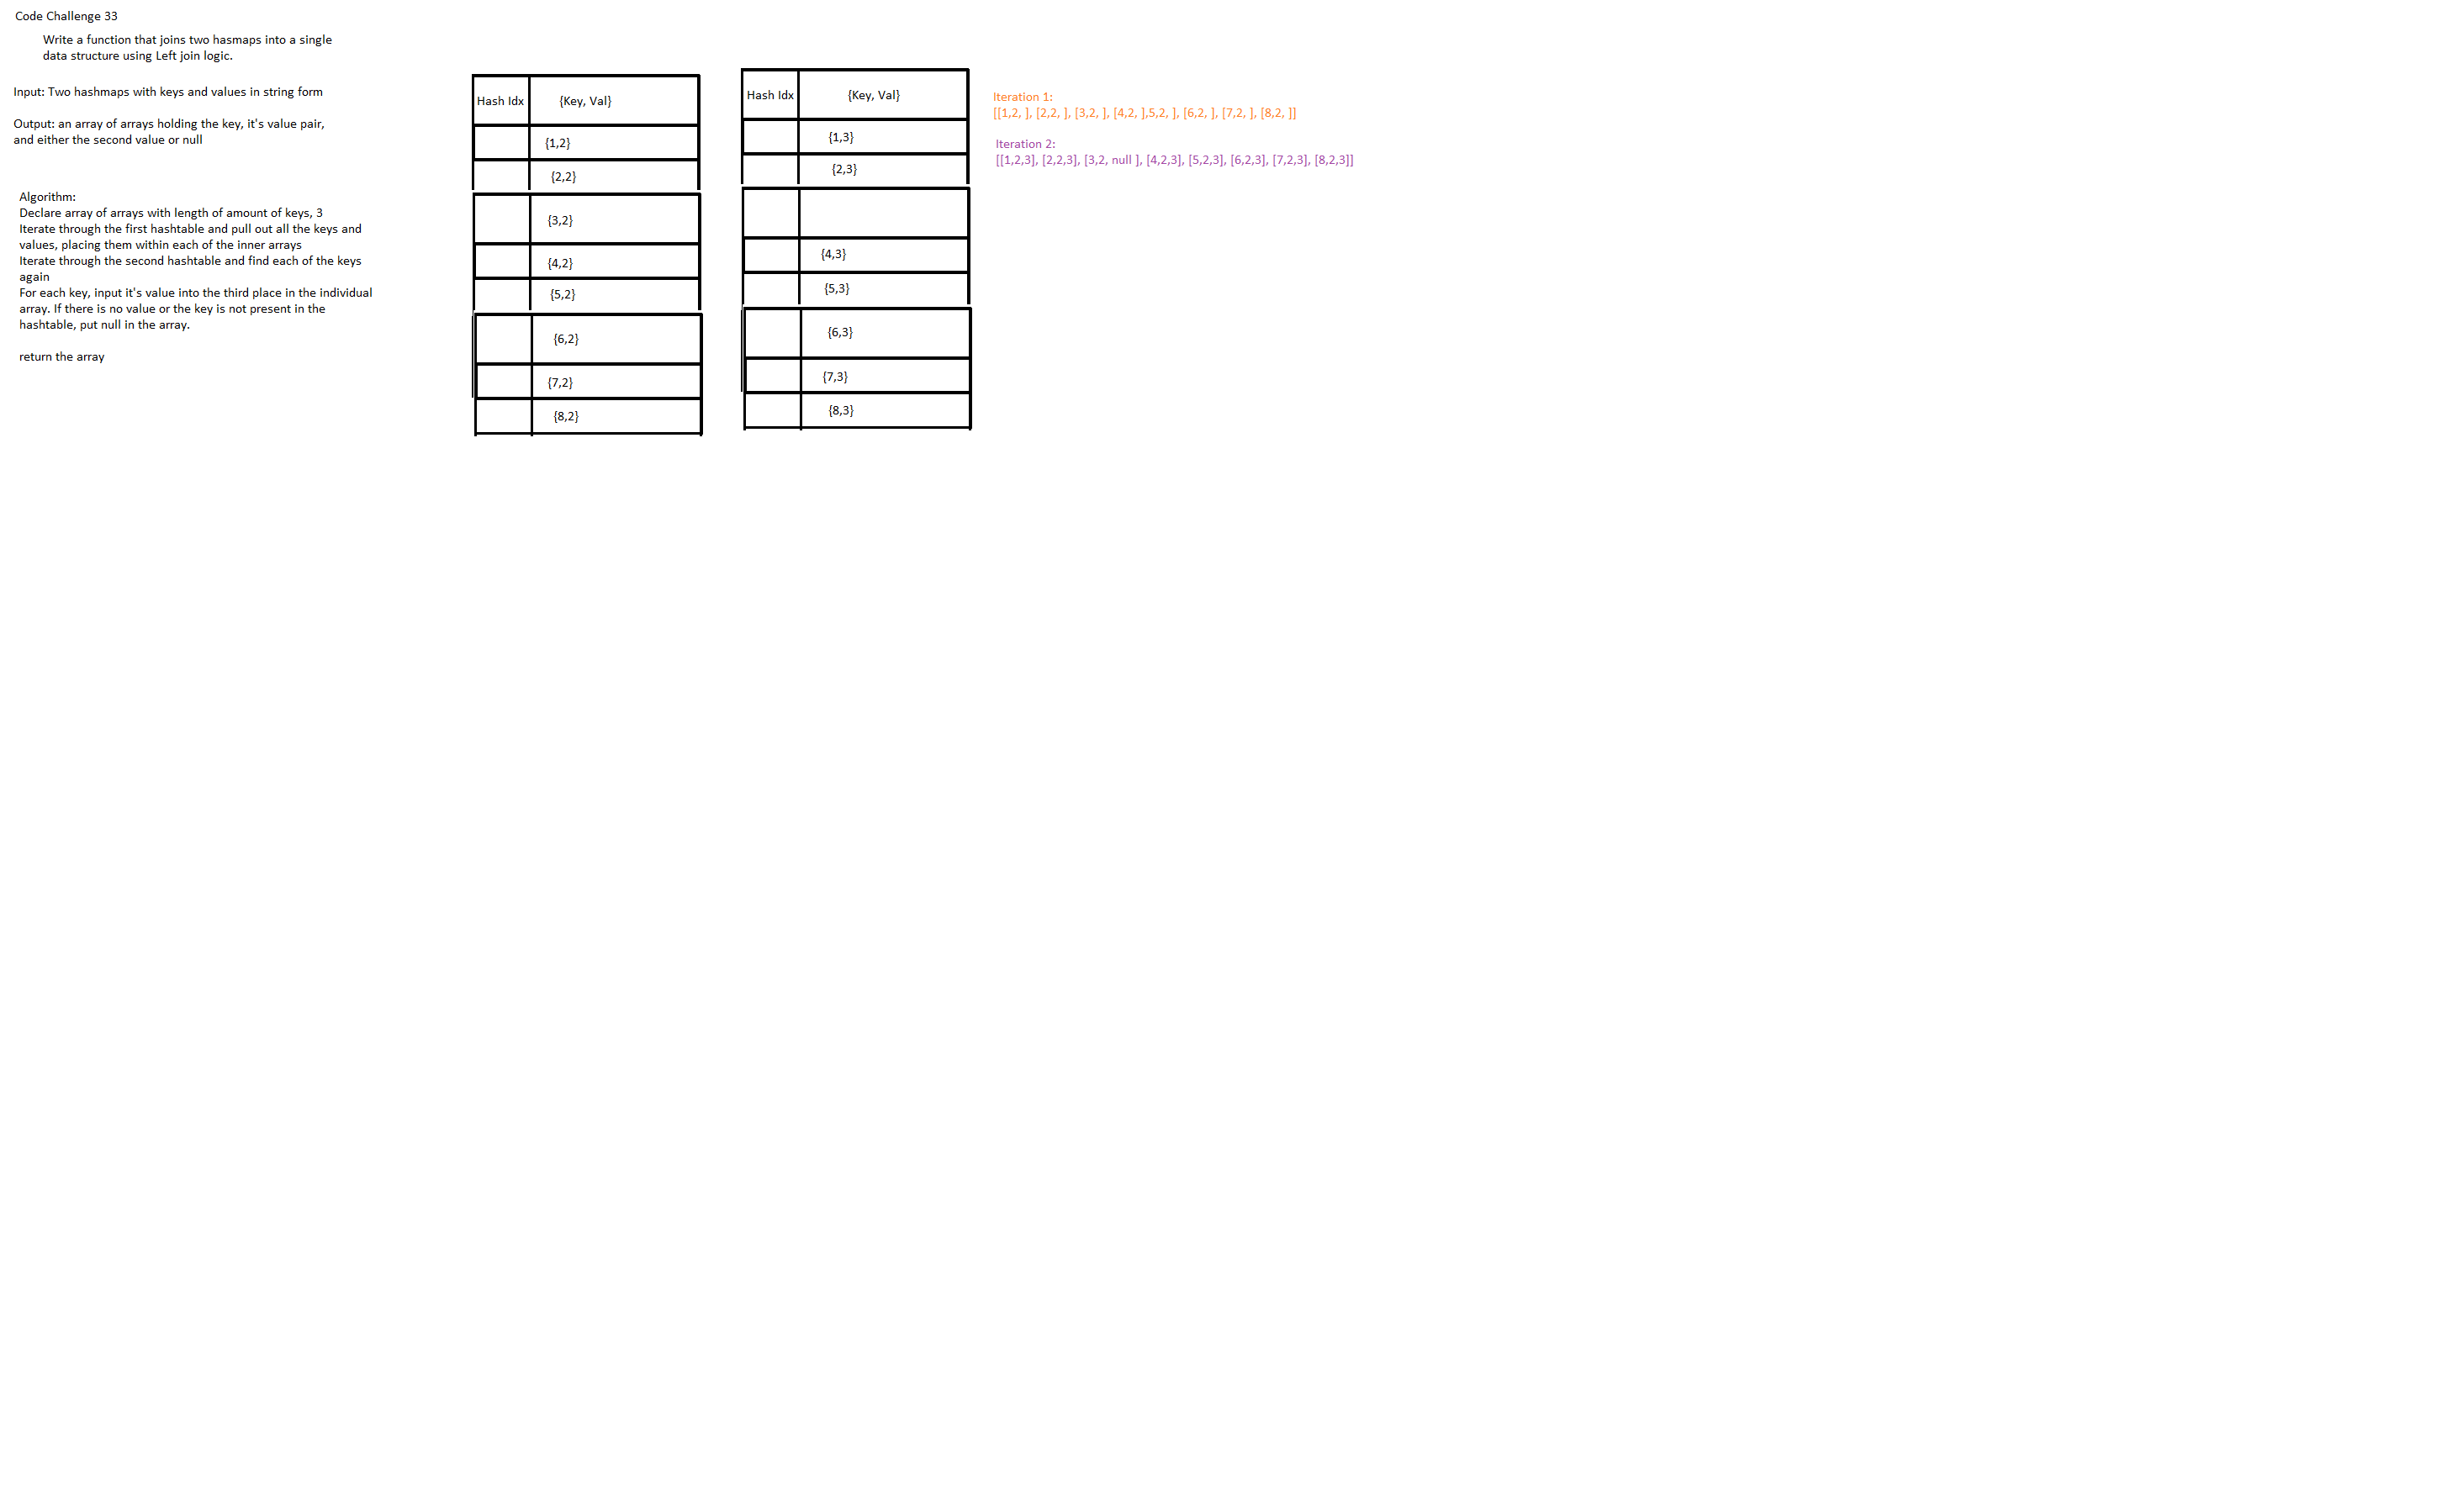 Code Challenge 33
Write a function that joins two hasmaps into a single
data structure using Left join logic.
Input: Two hashmaps with keys and values in string form
Output: an array of arrays holding the key, it's value pair,
and either the second value or null
Algorithm:
Declare array of arrays with length of amount of keys, 3
Iterate through the first hashtable and pull out all the keys and
values, placing them within each of the inner arrays
Iterate through the second hashtable and find each of the keys
again
For each key, input it's value into the third place in the individual
array. If there is no value or the key is not present in the
hashtable, put null in the array.
return the array
Hash Idx {Key, Val}
{1,2}
{2,2}
{3,2}
{4,2}
{5,2}
{6,2}
{7,2}
{8,2}
Hash Idx {Key, Val}
{1,3}
{2,3}
{4,3}
{5,3}
{6,3}
{7,3}
{8,3}
Iteration 1:
[[1,2, ], [2,2, ], [3,2, ], [4,2, ],5,2, ], [6,2, ], [7,2, ], [8,2, ]]
Iteration 2:
[[1,2,3], [2,2,3], [3,2, null ], [4,2,3], [5,2,3], [6,2,3], [7,2,3], [8,2,3]]